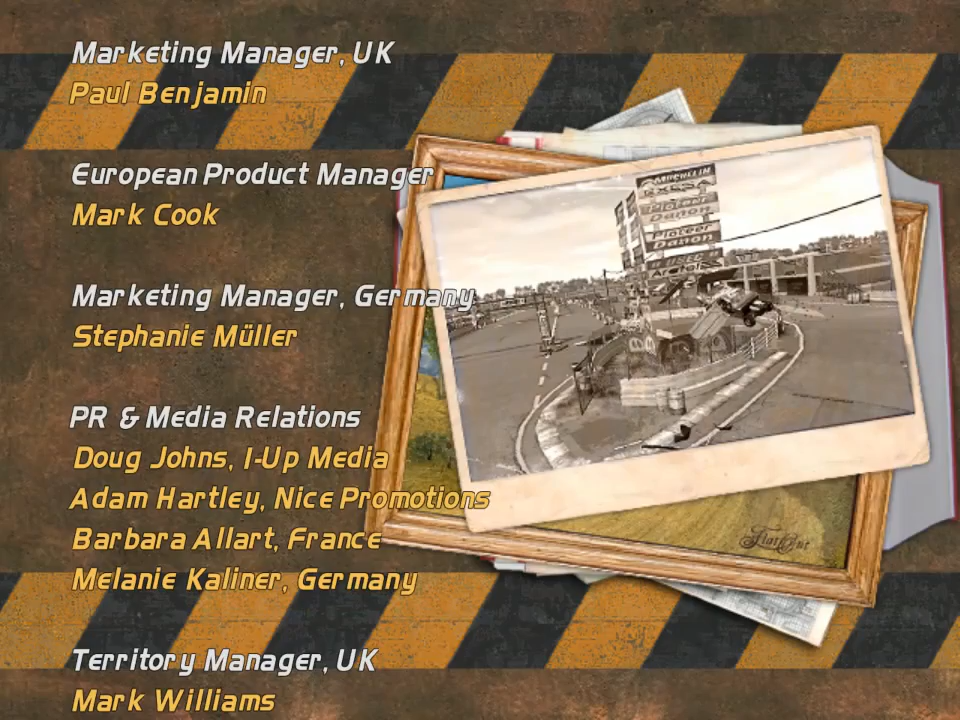 Marketing Manager, UK
Paul Benjamin
European Product Manager
Mark Cook
Marketing Manager, Germany
Stephanie Müller
PR & Media Relations
Doug Johns, 1-Up Media
Adam Hartley, Nice Promotions
Barbara Allart, France
Melanie Kaliner, Germany
Territory Manager, UK
Mark Williams
FlatOut